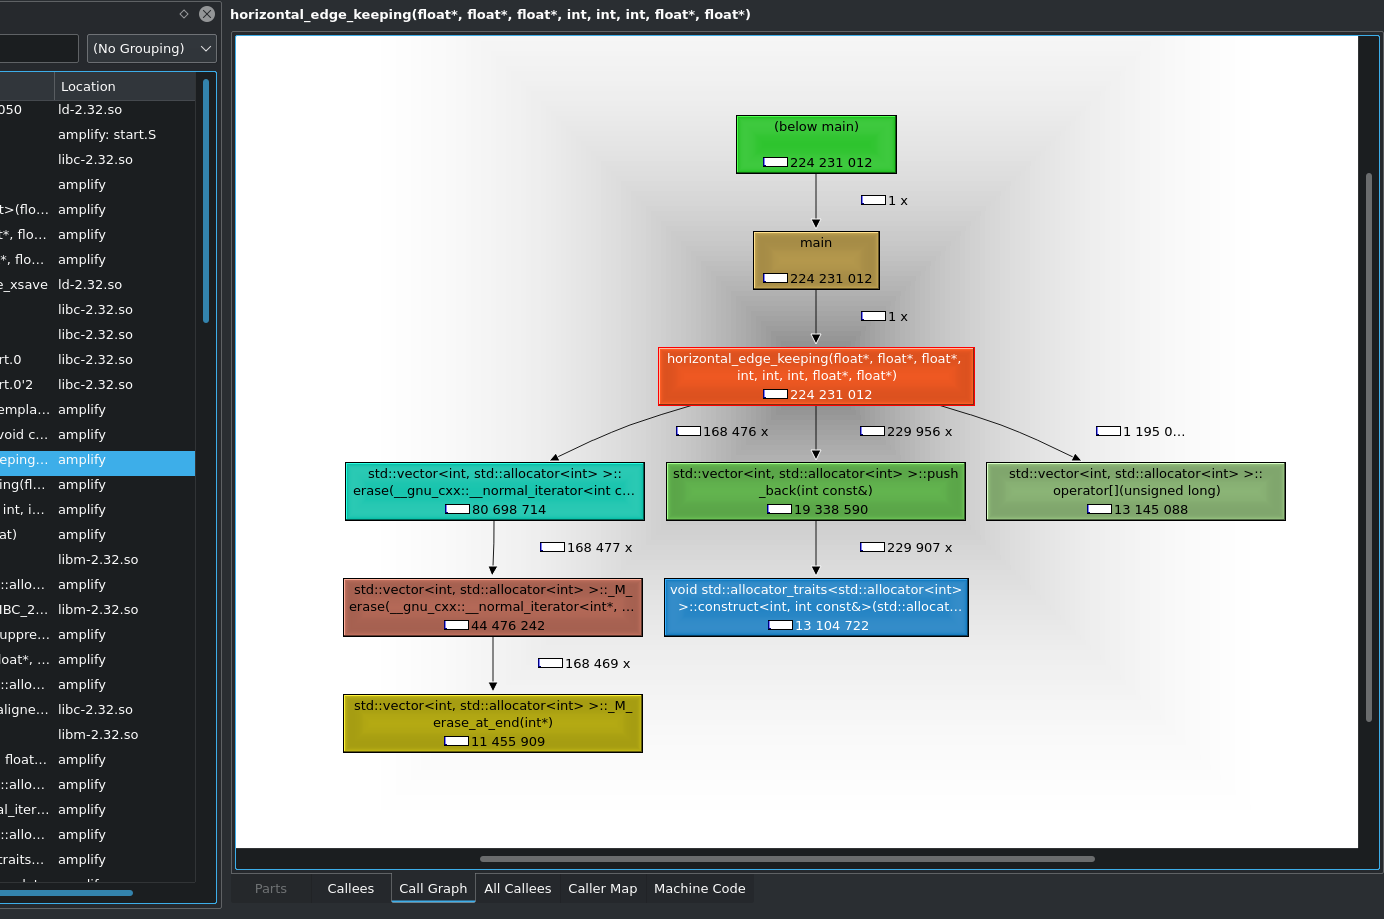 horizontal_edge_keeping(float*, float*, float*, int, int, int, float*, float*)
(No Grouping)
Location
050 ld-2.32.so
amplify: start.S
libc-2.32.so
amplify
t>(flo... amplify
t*, flo... amplify
*, flo... amplify
e_xsave ld-2.32.so
libc-2.32.so
libc-2.32.so
rt.0 libc-2.32.so
rt.0'2 libc-2.32.so
empla... amplify
void c... amplify
eping... amplify
ing(fl... amplify
int, i... amplify
at) amplify
libm-2.32.so
::allo... amplify
IBC_2... libm-2.32.so
uppre... amplify
loat*, ... amplify
::allo... amplify
aligne... libc-2.32.so
libm-2.32.so
float... amplify
::allo... amplify
al_iter... amplify
::allo... amplify
traits... amplify
(below main)
224 231 012
1 x
main
224 231 012
1 x
horizontal_edge_keeping(float*, float*, float*,
int, int, int, float*, float*)
224 231 012
168 476 x
229 956 x
1 195 0...
std::vector<int, std::allocator<int> >::
erase(__gnu_cxx::__normal_iterator<int c...
80 698 714
std::vector<int, std::allocator<int> >::push
_back(int const&)
19 338 590
std::vector<int, std::allocator<int> >::
operator[](unsigned long)
13 145 088
168 477 x
229 907 x
std::vector<int, std::allocator<int> >::_M_
erase(__gnu_cxx::__normal_iterator<int*, ...
44 476 242
void std::allocator_traits<std::allocator<int>
>::construct<int, int const&>(std::allocat...
13 104 722
168 469 x
std::vector<int, std::allocator<int> >::_M_
erase_at_end(int*)
11 455 909
Parts
Callees
Call Graph
All Callees
Caller Map
Machine Code